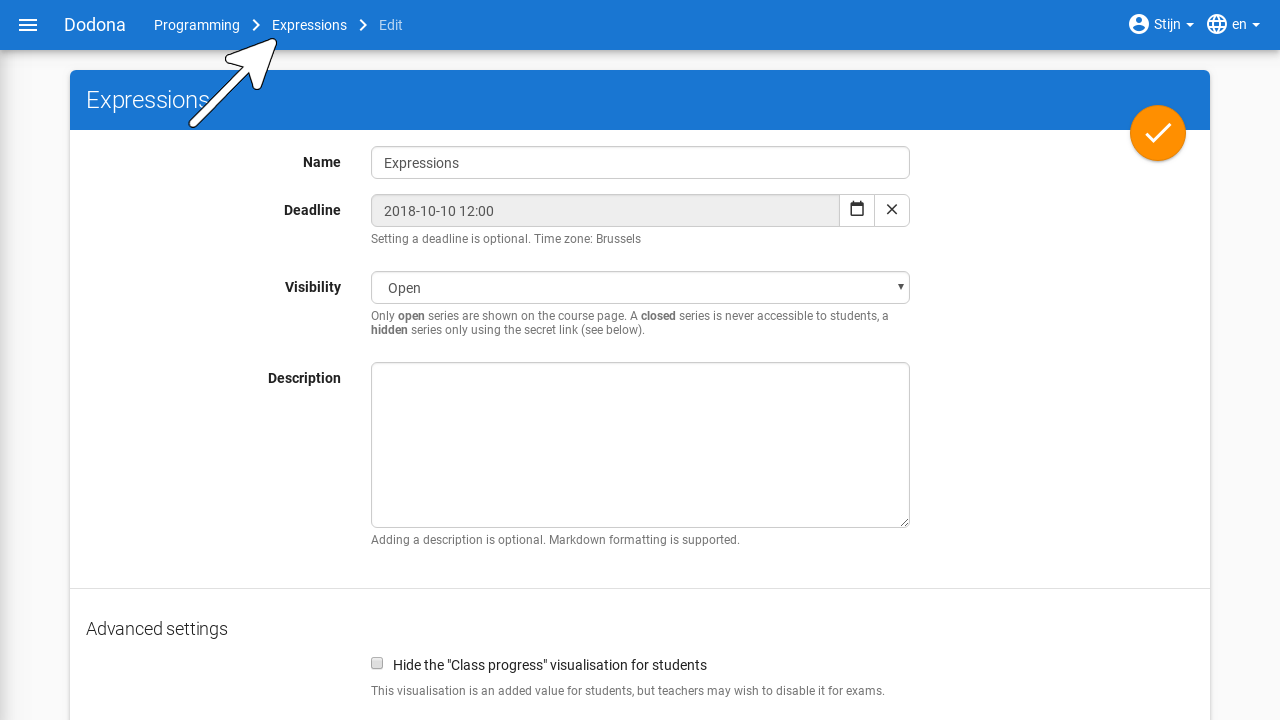 Dodona Programming Expressions Edit Stijn en
Expressions
Name Expressions
Deadline 2018-10-10 12:00
Setting a deadline is optional. Time zone: Brussels
Visibility Open
Only open series are shown on the course page. A closed series is never accessible to students, a
hidden series only using the secret link (see below).
Description
Adding a description is optional. Markdown formatting is supported.
Advanced settings
Hide the "Class progress" visualisation for students
This visualisation is an added value for students, but teachers may wish to disable it for exams.